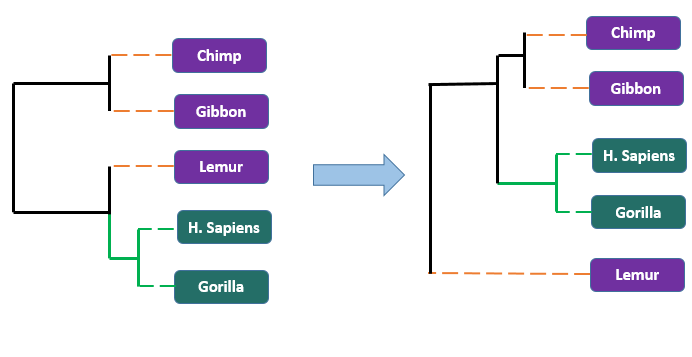 Chimp
Gibbon
Lemur
H. Sapiens
Gorilla
Chimp
Gibbon
H. Sapiens
Gorilla
Lemur